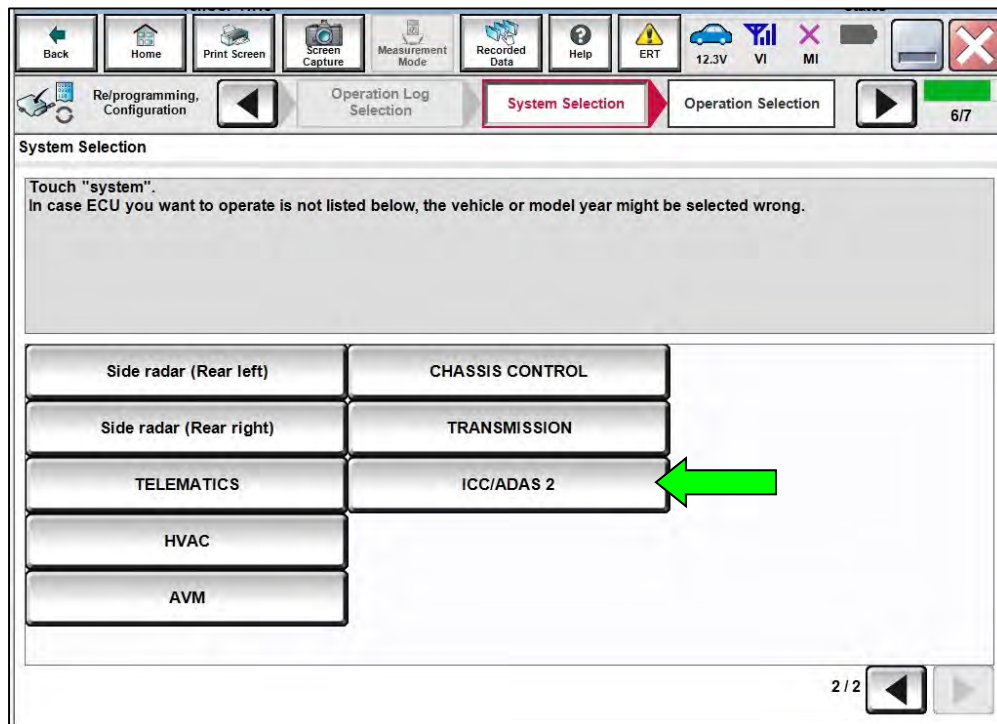 Back
Home
Print Screen
Screen
Capture
Measurement
Mode
Recorded
Data
Help
ERT
12.3V
VI
MI
Re/programming,
Configuration
Operation Log
Selection
System Selection
Operation Selection
6/7
System Selection
Touch "system".
In case ECU you want to operate is not listed below, the vehicle or model year might be selected wrong.
Side radar (Rear left)
CHASSIS CONTROL
Side radar (Rear right)
TRANSMISSION
TELEMATICS
ICC/ADAS 2
HVAC
AVM
2/2